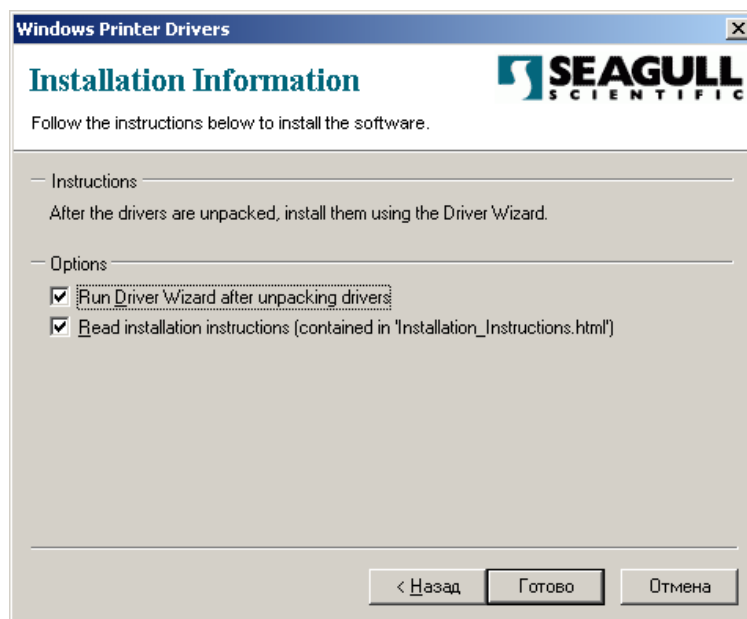 Windows Printer Drivers
Installation Information
SEAGULL
SCIENTIFIC
Follow the instructions below to install the software.
Instructions
After the drivers are unpacked, install them using the Driver Wizard.
Options
Run Driver Wizard after unpacking drivers
Read installation instructions (contained in 'Installation_Instructions.html')
< Назад Готово Отмена